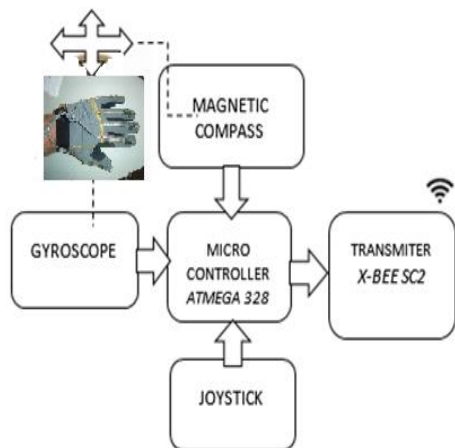 MAGNETIC
COMPASS
GYROSCOPE
MICRO
CONTROLLER
ATMEGA 328
TRANSMITER
X-BEE SC2
JOYSTICK